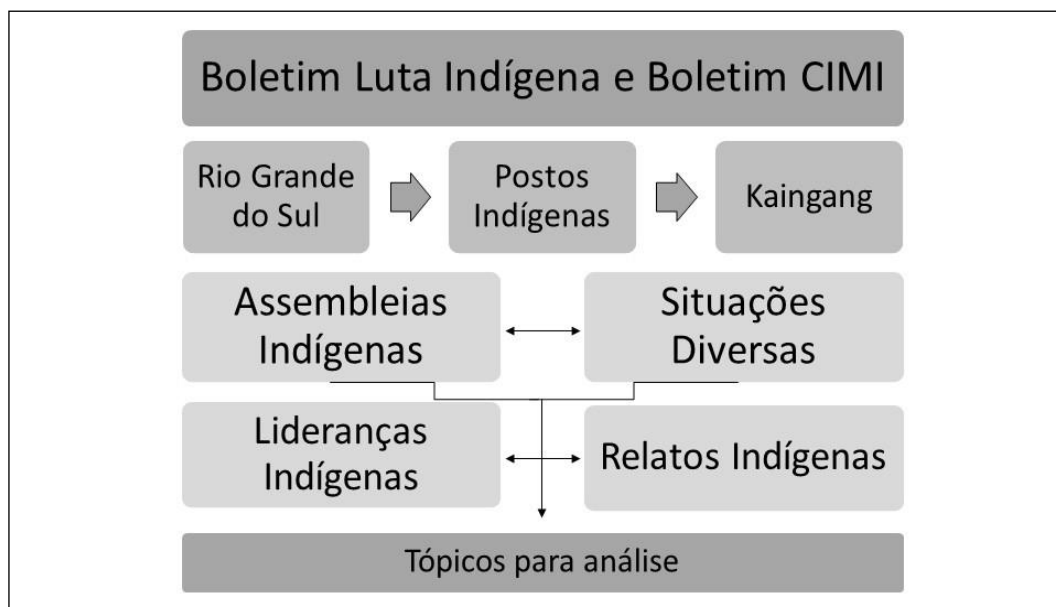 Boletim Luta Indígena e Boletim CIMI
Rio Grande
do Sul
Postos
Indígenas
Kaingang
Assembleias
Indígenas
Situações
Diversas
Lideranças
Indígenas
Relatos Indígenas
Tópicos para análise